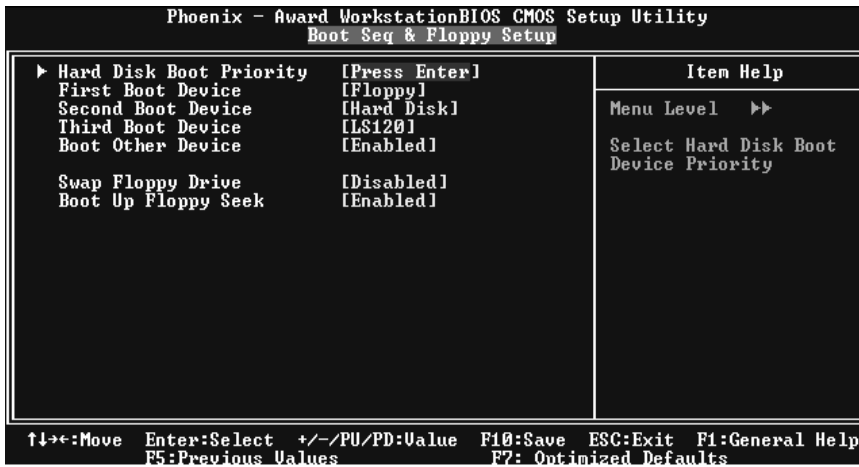 Phoenix - Award WorkstationBIOS CMOS Setup Utility
Boot Seq & Floppy Setup
▶ Hard Disk Boot Priority [Press Enter]
First Boot Device [Floppy]
Second Boot Device [Hard Disk]
Third Boot Device [LS120]
Boot Other Device [Enabled]
Swap Floppy Drive [Disabled]
Boot Up Floppy Seek [Enabled]
Item Help
Menu Level ▶▶
Select Hard Disk Boot
Device Priority
↑↓→←:Move Enter:Select +/-/PU/PD:Value F10:Save ESC:Exit F1:General Help
F5:Previous Values F7: Optimized Defaults